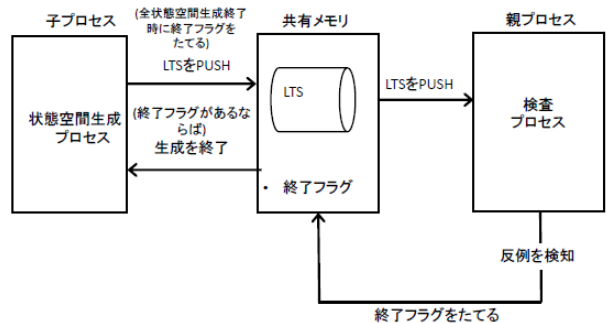 子プロセス
(全状態空間生成終了
時に終了フラグを
たてる)
LTSをPUSH
共有メモリ
親プロセス
LTS
LTSをPUSH
状態空間生成
プロセス
(終了フラグがあるな
らば)
生成を終了
・ 終了フラグ
検査
プロセス
反例を検知
終了フラグをたてる